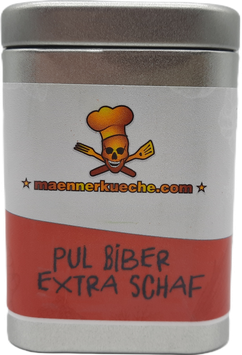 maennerkueche.com
PUL BIBER
EXTRA SCHAF